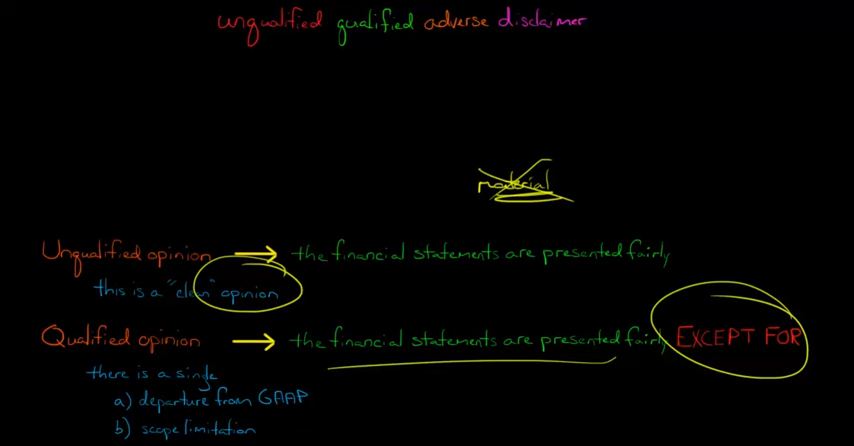 unqualified qualified adverse disclaimer
material
Unqualified opinion → the financial statements are presented fairly
this is a "clean" opinion
Qualified opinion → the financial statements are presented fairly EXCEPT FOR
there is a single
a) departure from GAAP
b) scope limitation